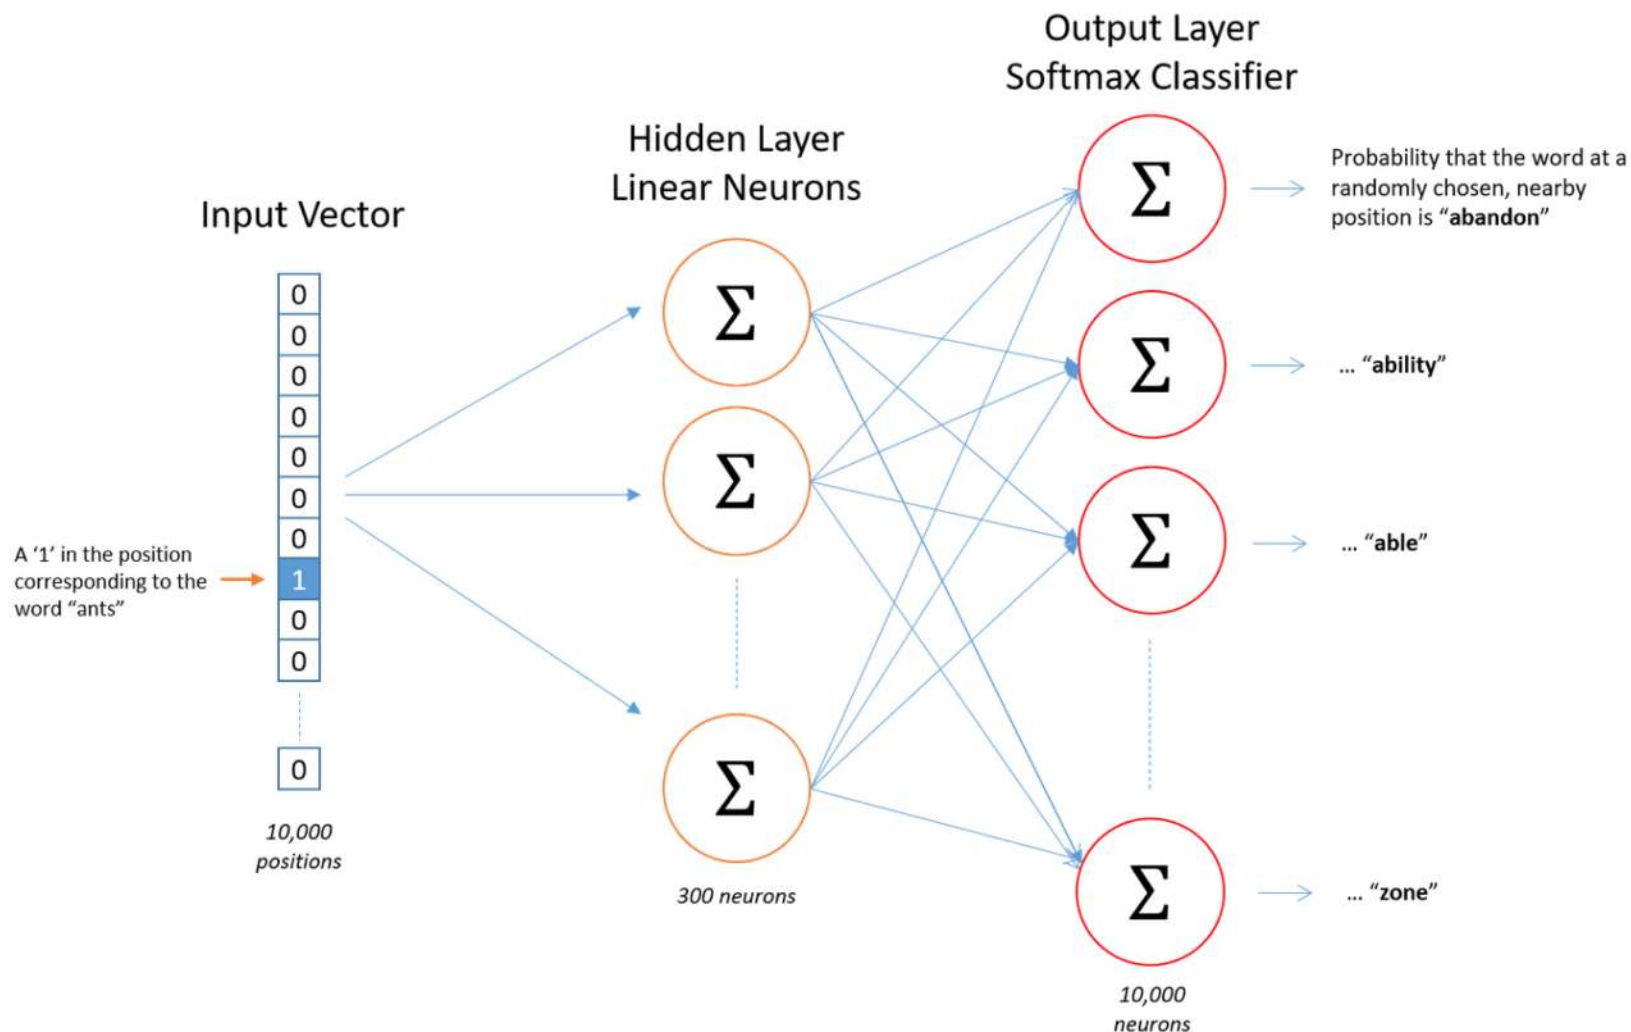 Output Layer
Softmax Classifier
Hidden Layer
Linear Neurons
Input Vector
0
0
0
0
0
0
0
1
0
0
0
A ‘1’ in the position
corresponding to the
word “ants”
10,000
positions
Σ
Σ
Σ
300 neurons
Σ
Σ
Σ
Σ
10,000
neurons
Probability that the word at a
randomly chosen, nearby
position is “abandon”
... “ability”
... “able”
... “zone”